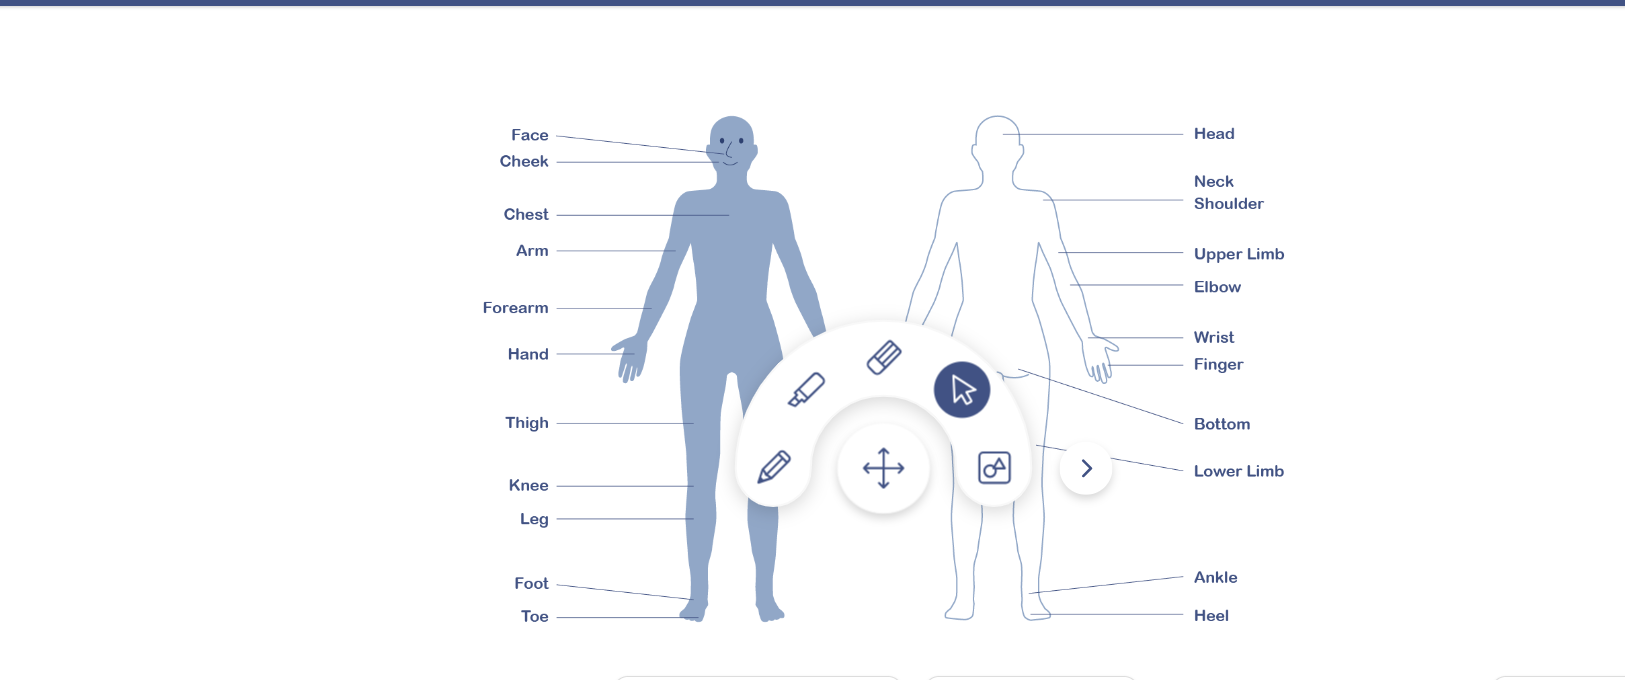 Face
Cheek
Chest
Arm
Forearm
Hand
Thigh
Knee
Leg
Foot
Toe
Head
Neck
Shoulder
Upper Limb
Elbow
Wrist
Finger
Bottom
Lower Limb
Ankle
Heel